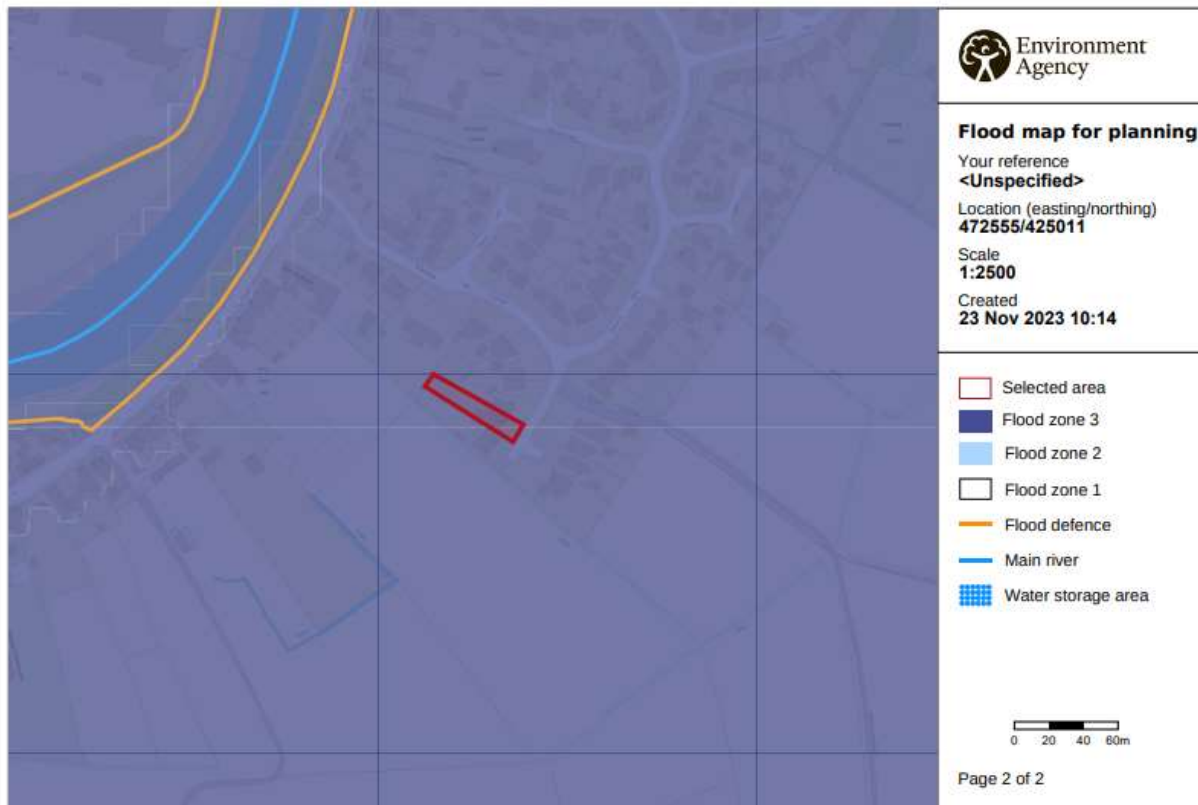 Environment
Agency
Flood map for planning
Your reference
<Unspecified>
Location (easting/northing)
472555/425011
Scale
1:2500
Created
23 Nov 2023 10:14
Selected area
Flood zone 3
Flood zone 2
Flood zone 1
Flood defence
Main river
Water storage area
0 20 40 60m
Page 2 of 2